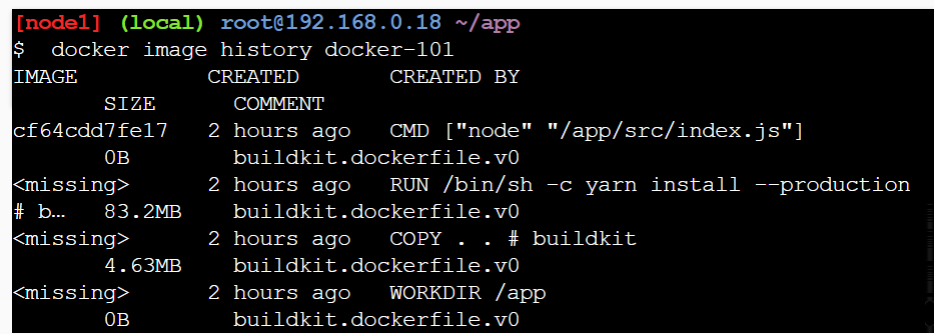 [node1] (local) root@192.168.0.18 ~/app
$ docker image history docker-101
IMAGE CREATED CREATED BY
SIZE COMMENT
cf64cdd7fe17 2 hours ago CMD ["node" "/app/src/index.js"]
0B buildkit.dockerfile.v0
<missing> 2 hours ago RUN /bin/sh -c yarn install --production
# b… 83.2MB buildkit.dockerfile.v0
<missing> 2 hours ago COPY . . # buildkit
4.63MB buildkit.dockerfile.v0
<missing> 2 hours ago WORKDIR /app
0B buildkit.dockerfile.v0